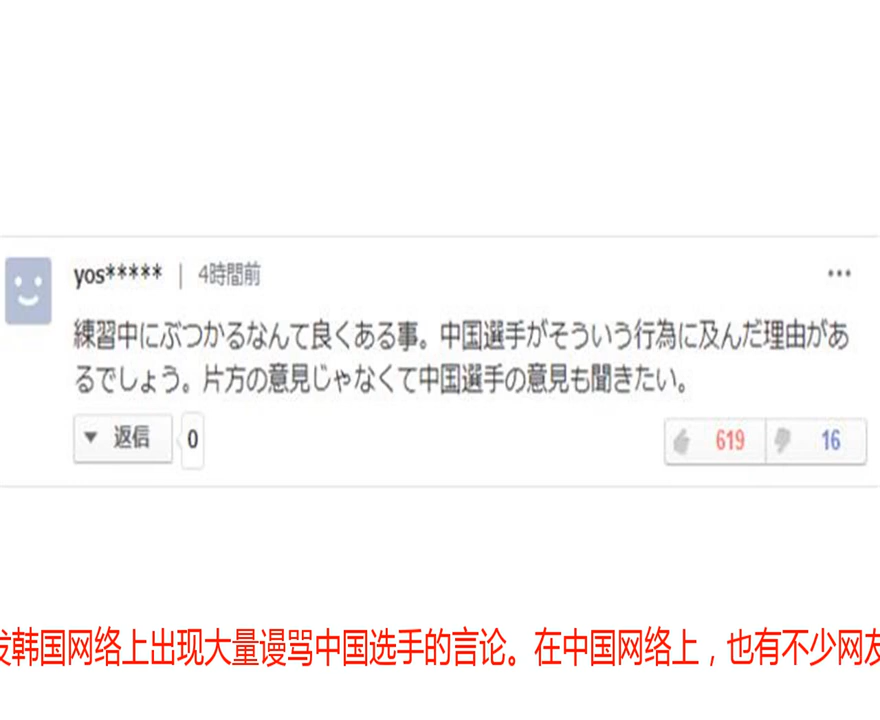 yos***** | 4時間前
練習中にぶつかるなんて良くある事。中国選手がそういう行為に及んだ理由があ
るでしょう。片方の意見じゃなくて中国選手の意見も聞きたい。
返信 0 619 16
发韩国网络上出现大量谩骂中国选手的言论。在中国网络上，也有不少网友